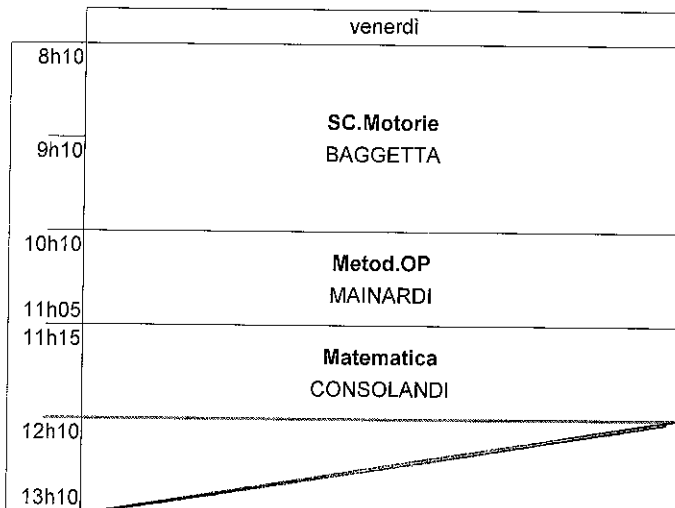 venerdì
8h10
SC.Motorie
BAGGETTA
9h10
10h10
Metod.OP
MAINARDI
11h05
11h15
Matematica
CONSOLANDI
12h10
13h10